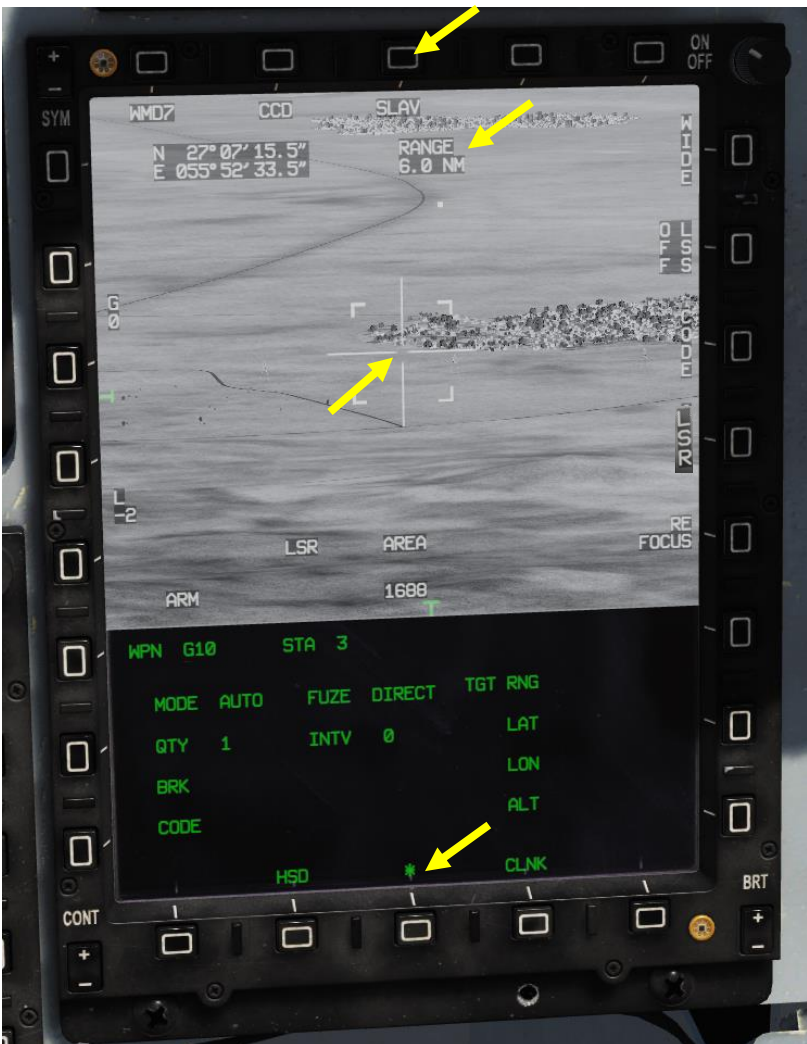 ON
OFF
+
-
SYM
WMD7 CCD SLAV
N 27°07'15.5"
E 055°52'33.5"
RANGE
6.0 NM
WIDE
LSS
OFF
G
0
CODE
LSR
L
-2
LSR AREA
RE
FOCUS
ARM
1688
WPN G10 STA 3
MODE AUTO FUZE DIRECT TGT RNG
QTY 1 INTV 0 LAT
BRK LON
CODE ALT
HSD * CLNK
CONT
BRT
+
-
+
-